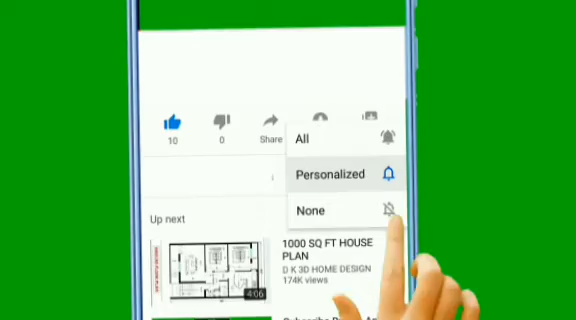 10
0
Share
All
Personalized
None
Up next
1000 SQ FT HOUSE
PLAN
D K 3D HOME DESIGN
174K views
4:06